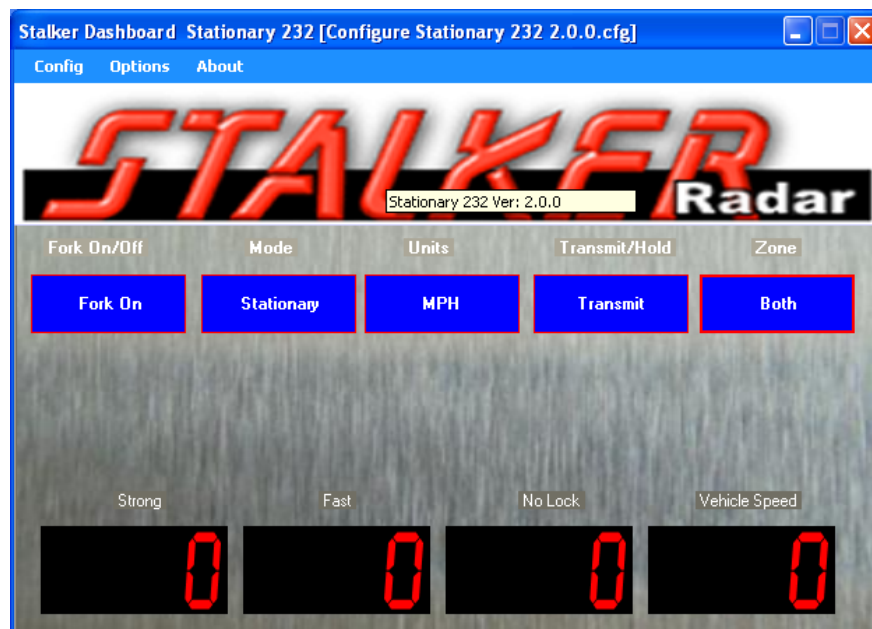 Stalker Dashboard Stationary 232 [Configure Stationary 232 2.0.0.cfg]
Config Options About
STALKER
Radar
Stationary 232 Ver: 2.0.0
Fork On/Off Mode Units Transmit/Hold Zone
Fork On Stationary MPH Transmit Both
Strong Fast No Lock Vehicle Speed
0 0 0 0